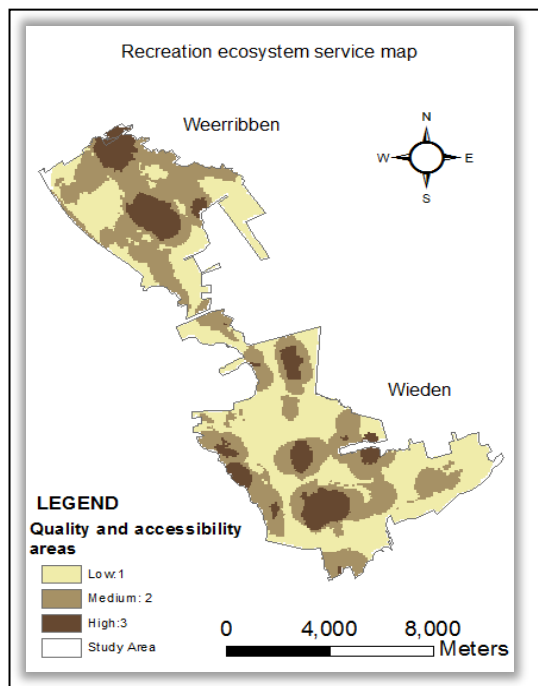 Recreation ecosystem service map
Weerribben
N
W E
S
Wieden
LEGEND
Quality and accessibility
areas
Low:1
Medium: 2
High:3
Study Area
0 4,000 8,000
Meters